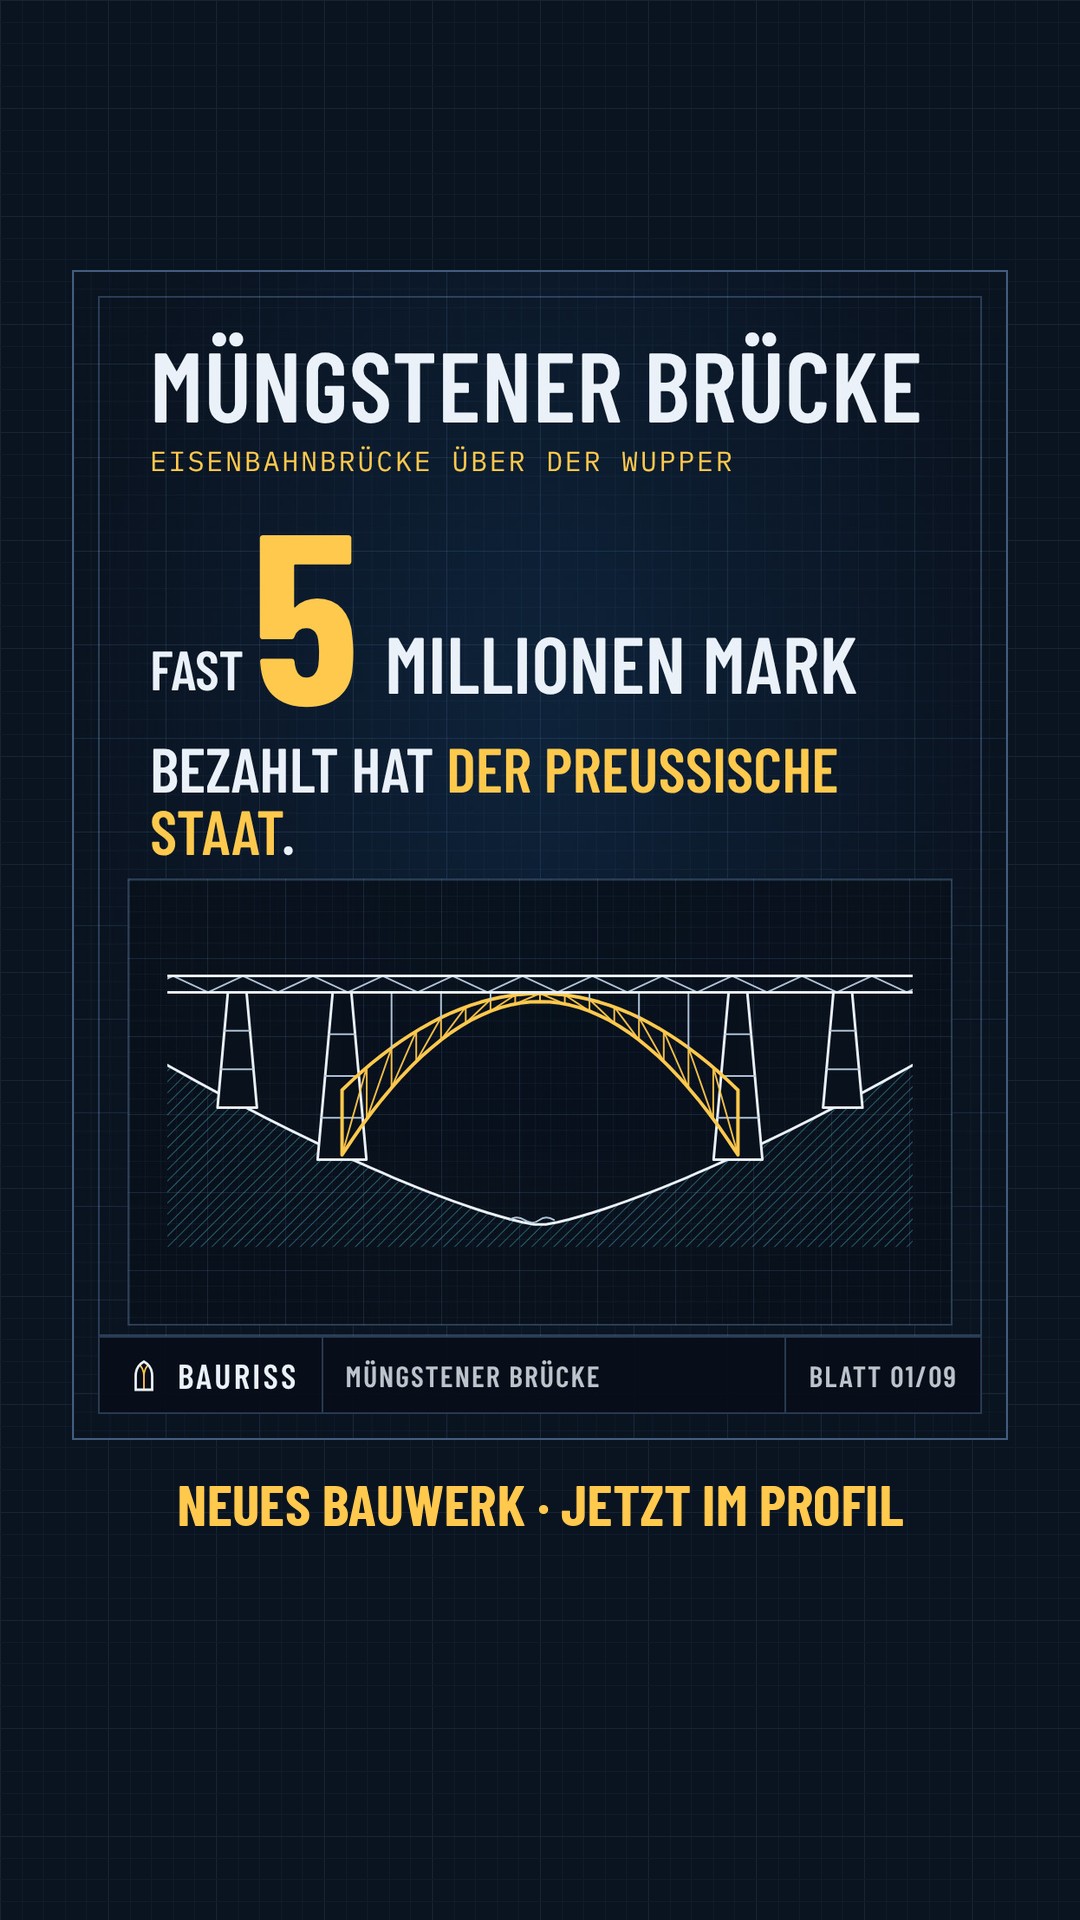 MÜNGSTENER BRÜCKE
EISENBAHNBRÜCKE ÜBER DER WUPPER
FAST 5 MILLIONEN MARK
BEZAHLT HAT DER PREUSSISCHE
STAAT.
BAURISS MÜNGSTENER BRÜCKE BLATT 01/09
NEUES BAUWERK · JETZT IM PROFIL